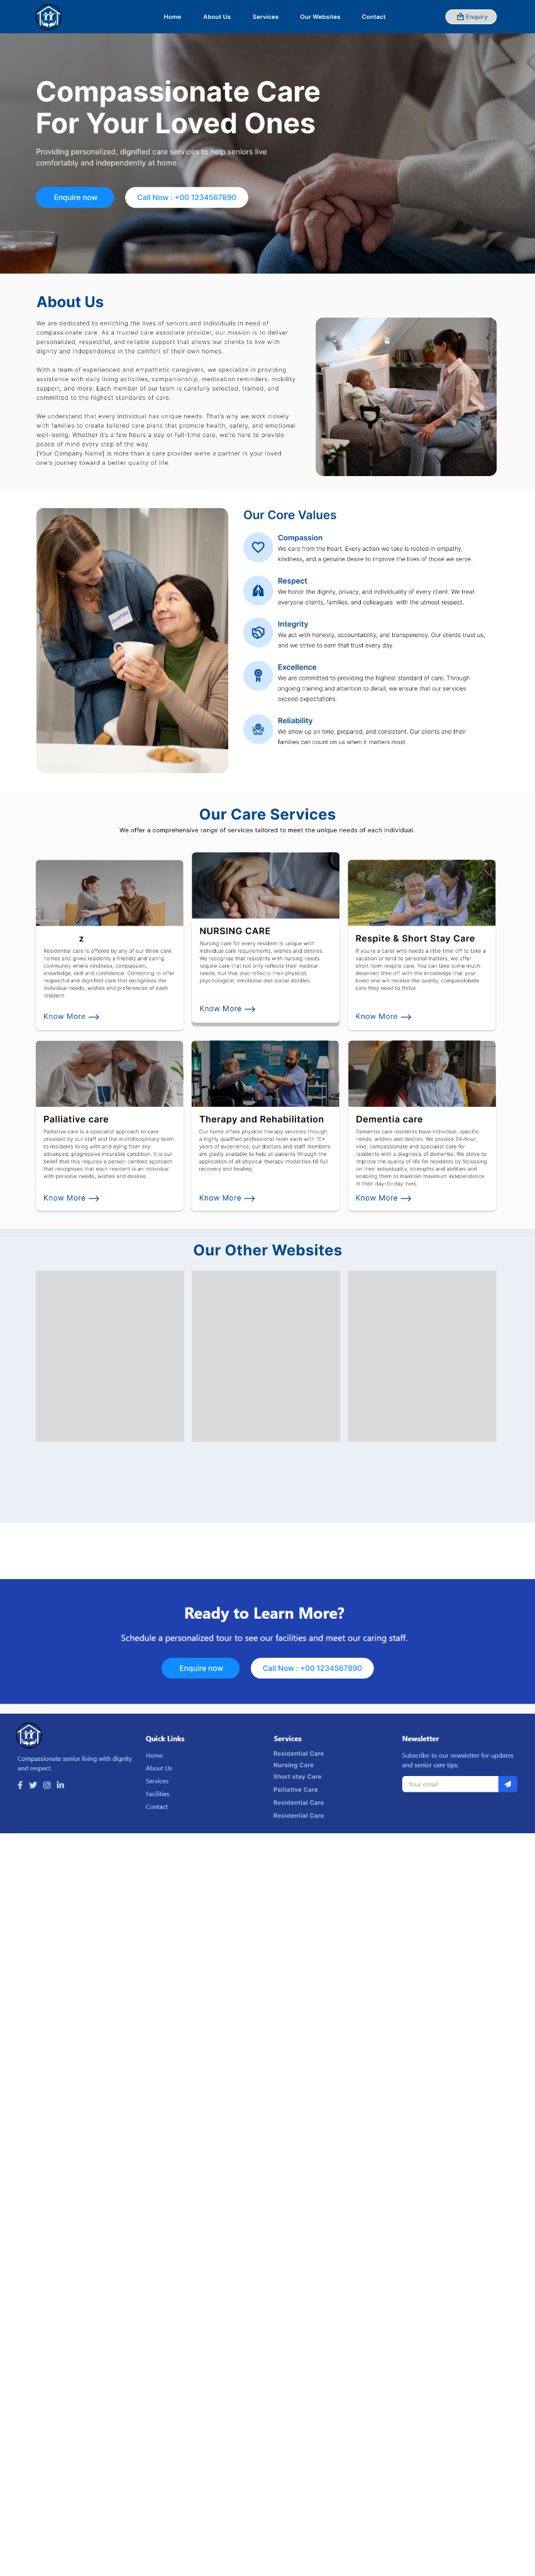 Home
About Us
Services
Our Websites
Contact
Enquiry
Compassionate Care
For Your Loved Ones
Providing personalized, dignified care services to help seniors live
comfortably and independently at home.
Enquire now
Call Now : +00 1234567890
About Us
We are dedicated to enriching the lives of seniors and individuals in need of
compassionate care. As a trusted care associate provider, our mission is to deliver
personalized, respectful, and reliable support that allows our clients to live with
dignity and independence in the comfort of their own homes.
With a team of experienced and empathetic caregivers, we specialize in providing
assistance with daily living activities, companionship, medication reminders, mobility
support, and more. Each member of our team is carefully selected, trained, and
committed to the highest standards of care.
We understand that every individual has unique needs. That's why we work closely
with families to create tailored care plans that promote health, safety, and emotional
well-being. Whether it's a few hours a day or full-time care, we're here to provide
peace of mind every step of the way.
[Your Company Name] is more than a care provider we're a partner in your loved
one's journey toward a better quality of life.
Our Core Values
Compassion
We care from the heart. Every action we take is rooted in empathy,
kindness, and a genuine desire to improve the lives of those we serve.
Respect
We honor the dignity, privacy, and individuality of every client. We treat
everyone clients, families, and colleagues with the utmost respect.
Integrity
We act with honesty, accountability, and transparency. Our clients trust us,
and we strive to earn that trust every day.
Excellence
We are committed to providing the highest standard of care. Through
ongoing training and attention to detail, we ensure that our services
exceed expectations.
Reliability
We show up on time, prepared, and consistent. Our clients and their
families can count on us when it matters most.
VOLUNTEER
Our Care Services
We offer a comprehensive range of services tailored to meet the unique needs of each individual.
z
Residential care is offered by any of our three care
homes and gives residents a friendly and caring
community where kindness, compassion,
knowledge, skill and confidence. Containing to offer
respectful and dignified care that recognises the
individual needs, wishes and preferences of each
resident.
Know More
NURSING CARE
Nursing care for every resident is unique with
individual care requirements, wishes and desires.
We recognise that residents with nursing needs
require care that not only reflects their medical
needs, but that also reflects their physical,
psychological, emotional and social abilities
Know More
Respite & Short Stay Care
If you're a carer who needs a little time off to take a
vacation or tend to personal matters, we offer
short-term respite care. You can take some much-
deserved time off with the knowledge that your
loved one will receive the quality, compassionate
care they need to thrive.
Know More
Palliative care
Palliative care is a specialist approach to care
provided by our staff and the multidisciplinary team
to residents living with and dying from any
advanced, progressive incurable condition. It is our
belief that this requires a person-centred approach
that recognises that each resident is an individual
with personal needs, wishes and desires.
Know More
Therapy and Rehabilitation
Our home offers physical therapy services through
a highly qualified professional team each with 10+
years of experience. our doctors and staff members
are gladly available to help all patients through the
application of all physical therapy modalities till full
recovery and healing.
Know More
Dementia care
Dementia care residents have individual, specific
needs, wishes and desires. We provide 24-hour,
kind, compassionate and specialist care for
residents with a diagnosis of dementia. We strive to
improve the quality of life for residents by focussing
on their individuality, strengths and abilities and
enabling them to maintain maximum independence
in their day-to-day lives.
Know More
Our Other Websites
Ready to Learn More?
Schedule a personalized tour to see our facilities and meet our caring staff.
Enquire now
Call Now : +00 1234567890
Compassionate senior living with dignity
and respect.
Quick Links
Home
About Us
Services
Facilities
Contact
Services
Residential Care
Nursing Care
Short stay Care
Palliative Care
Residential Care
Residential Care
Newsletter
Subscribe to our newsletter for updates
and senior care tips.
Your email